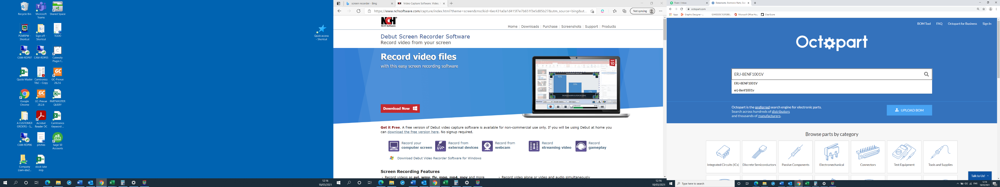 Recycle Bin
Microsoft Teams
Shared Space
PCMRPW - Shortcut
Sign off - Shortcut
TODO
Quick access - Shortcut
CAM-RDP07
CAM-RDP05
Calendly Plugin f...
Quote Master
Camtronics T&C - Copy
GC-Prevue 28.2.6
Google Chrome
GC-Prevue 28.2.6
PARTMASTER QUERY
A CUSTOMER ORDERS - S...
Acrobat Reader DC
Camtronics Keyword ...
CAM-RDP06
pitches
Sage 50 Accounts
Company (cam-sbs2...
stock take mrp
12:16
18/03/2021
screen recorder - Bing
Video Capture Software. Video,
https://www.nchsoftware.com/capture/index.html?theme=screen&msclkid=6ec431a0a1d415f7e7b651f3e5d85b27&utm_source=bing&ut...
Not syncing
NCH
NCH Software
Home | Downloads | Purchase | Screenshots | Support | Products
Debut Screen Recorder Software
Record video from your screen
Record video files
with this easy screen recording software
TOP 10
50%
33%
17%
Download Now
Get it Free. A free version of Debut video capture software is available for non-commercial use only. If you will be using Debut at home you
can download the free version here. No signup required.
Record your computer screen
Record from external devices
Record from webcam
Record streaming video
Record gameplay
Download Debut Video Recorder Software for Windows
Screen Recording Features
Record videos as avi, wmv, flv, mpg, mp4, mov and more
Record video alone or video and audio simultaneously
12:16
18/03/2021
Fiverr / Inbox
Datasheets, Electronic Parts, Co
octopart.com
Apps
Graphic Designer -...
GJM0335C1E3R3BB...
Microsoft Office Ho...
ClearScore
BOM Tool
FAQ
Octopart for Business
Sign In
Octopart
ERJ-8ENF1001V
ERJ-8ENF1001V
erj-8enf1001v
Octopart is the preferred search engine for electronic parts.
Search across hundreds of distributors
and thousands of manufacturers.
UPLOAD BOM
Browse parts by category
Integrated Circuits (ICs)
Discrete Semiconductors
Passive Components
Electromechanical
Connectors
Test Equipment
Tools and Supplies
Talk to Us!
Type here to search
ENG
12:16
18/03/2021